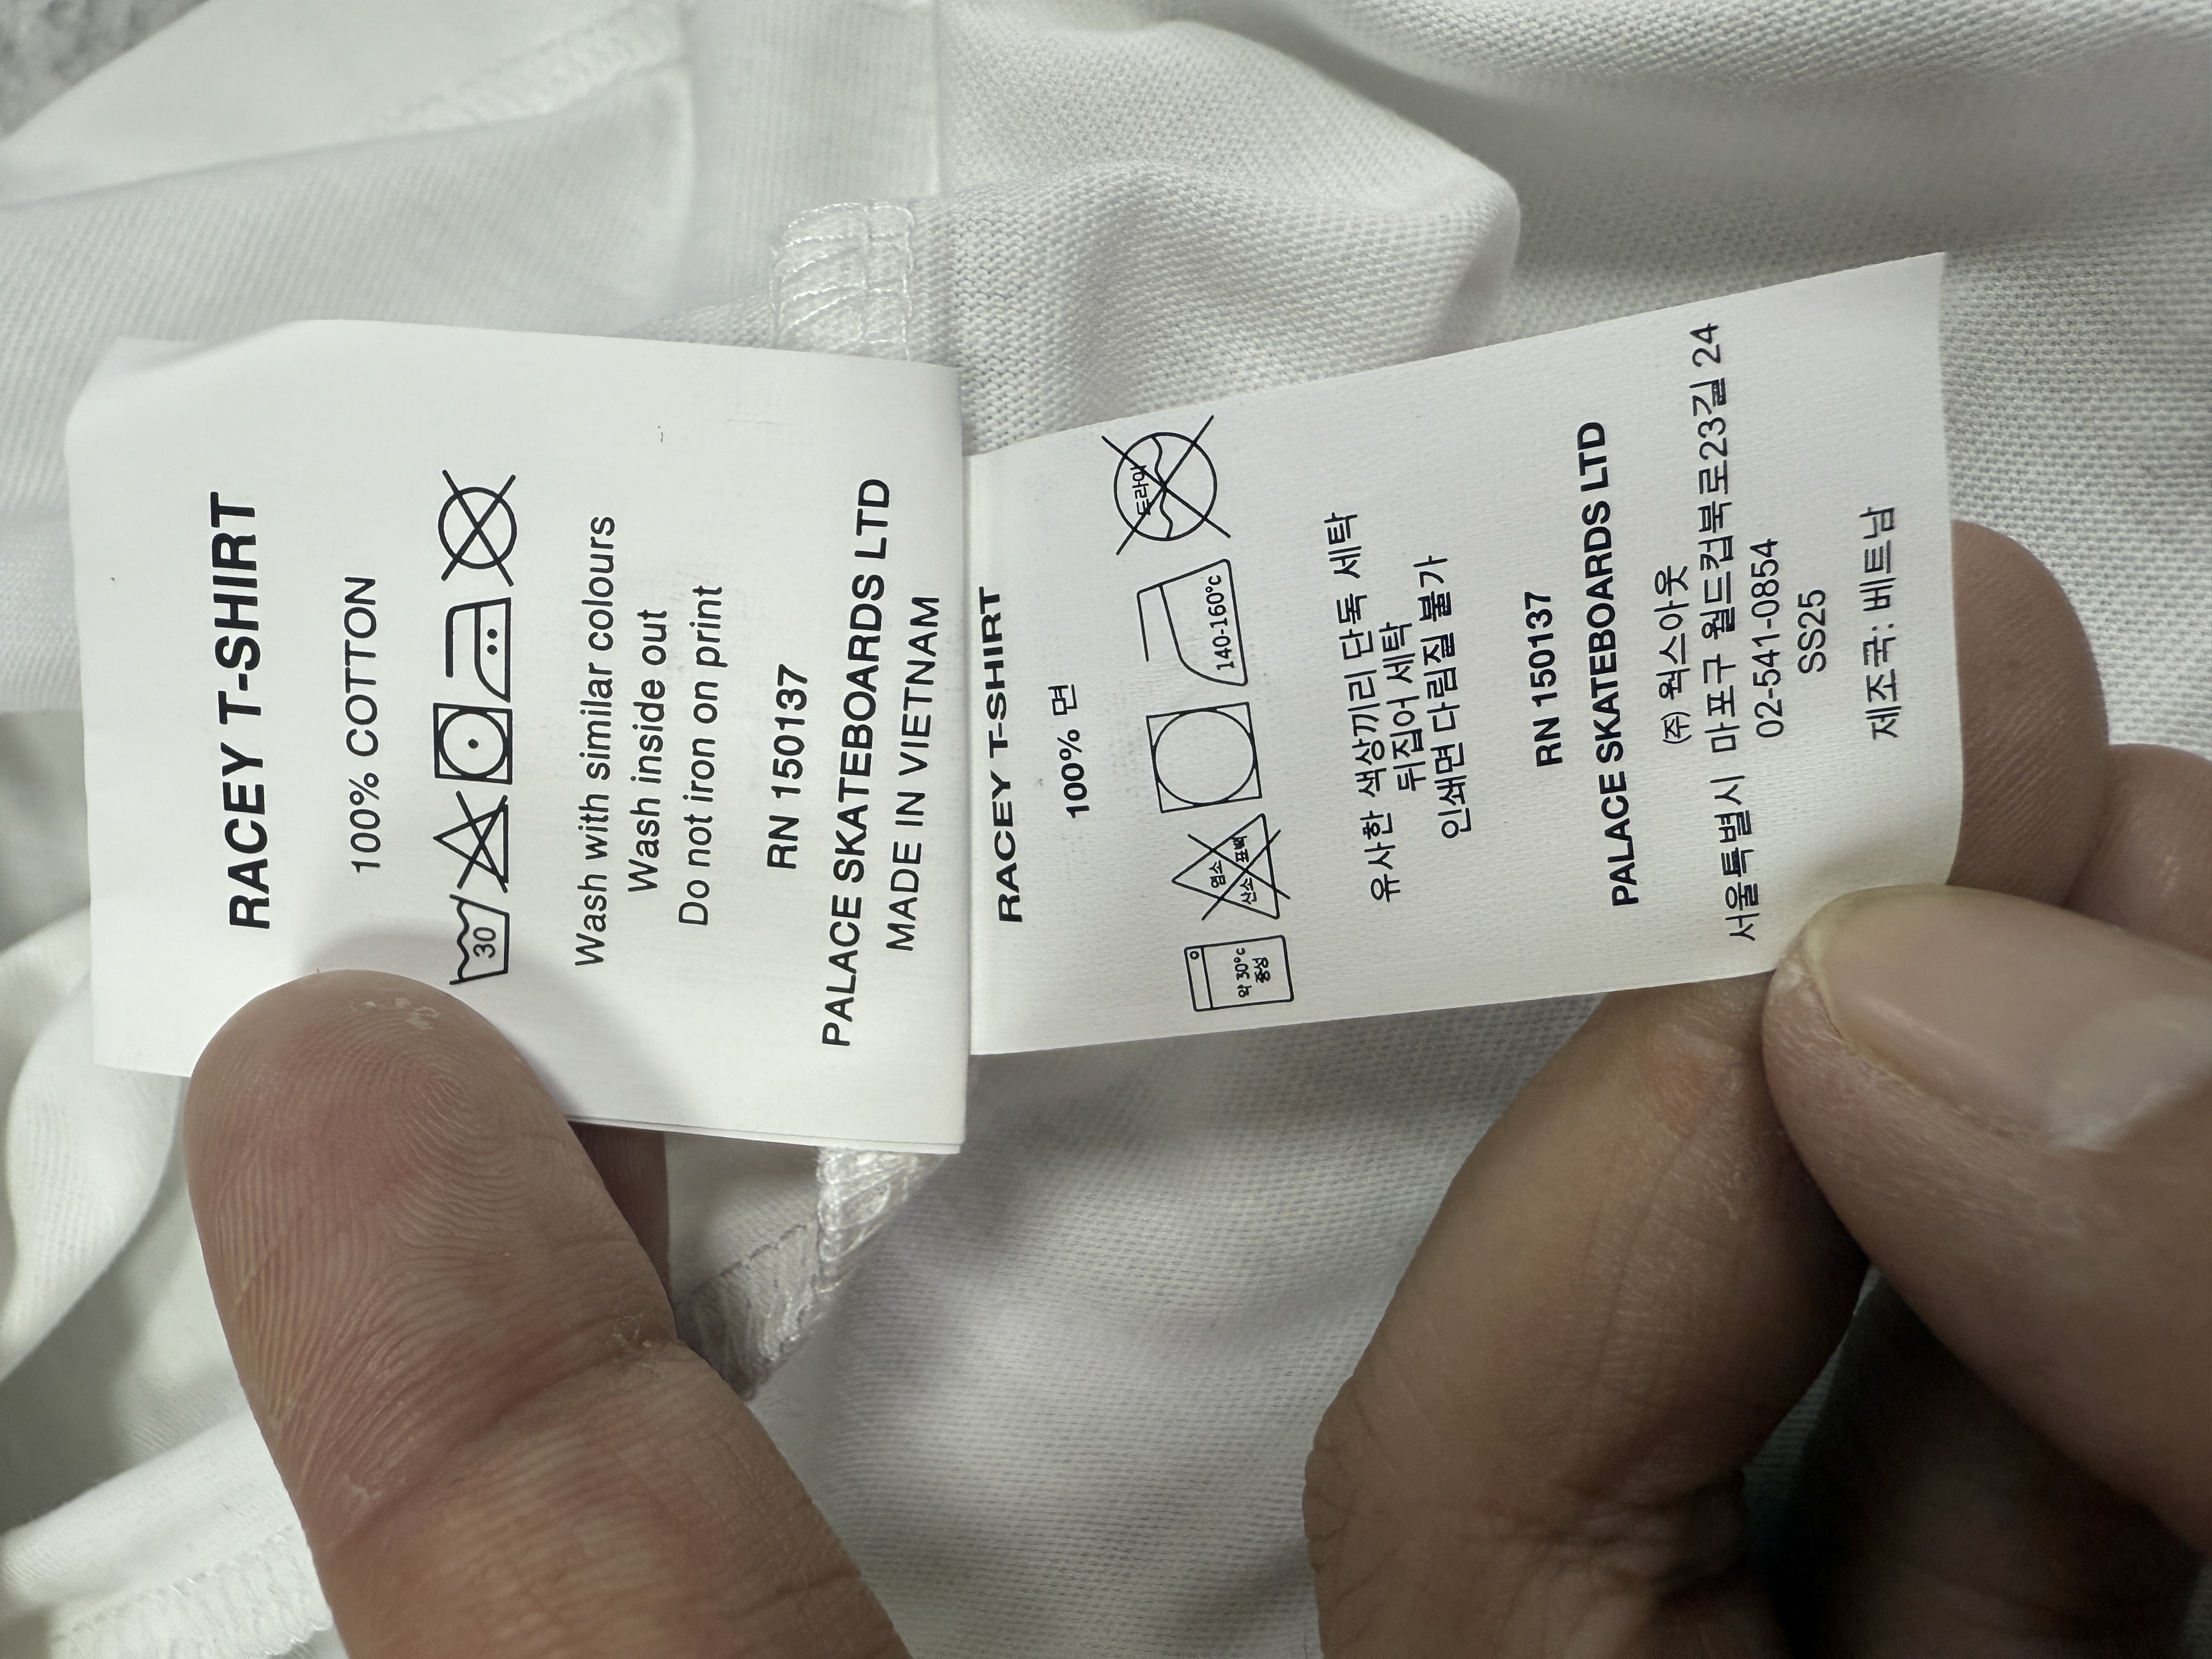 RACEY T-SHIRT
100% COTTON
30
Wash with similar colours
Wash inside out
Do not iron on print
RN 150137
PALACE SKATEBOARDS LTD
MADE IN VIETNAM
RACEY T-SHIRT
100% 면
약 30°c
중성
염소
산소 표백
140-160°c
드라이
유사한 색상끼리 단독 세탁
뒤집어 세탁
인쇄면 다림질 불가
RN 150137
PALACE SKATEBOARDS LTD
(주) 웍스아웃
서울특별시 마포구 월드컵북로23길 24
02-541-0854
SS25
제조국: 베트남